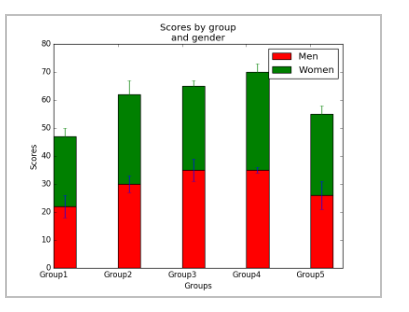 Scores by group
and gender
Men
Women
80
70
60
50
40
30
20
10
0
Scores
Group1 Group2 Group3 Group4 Group5
Groups